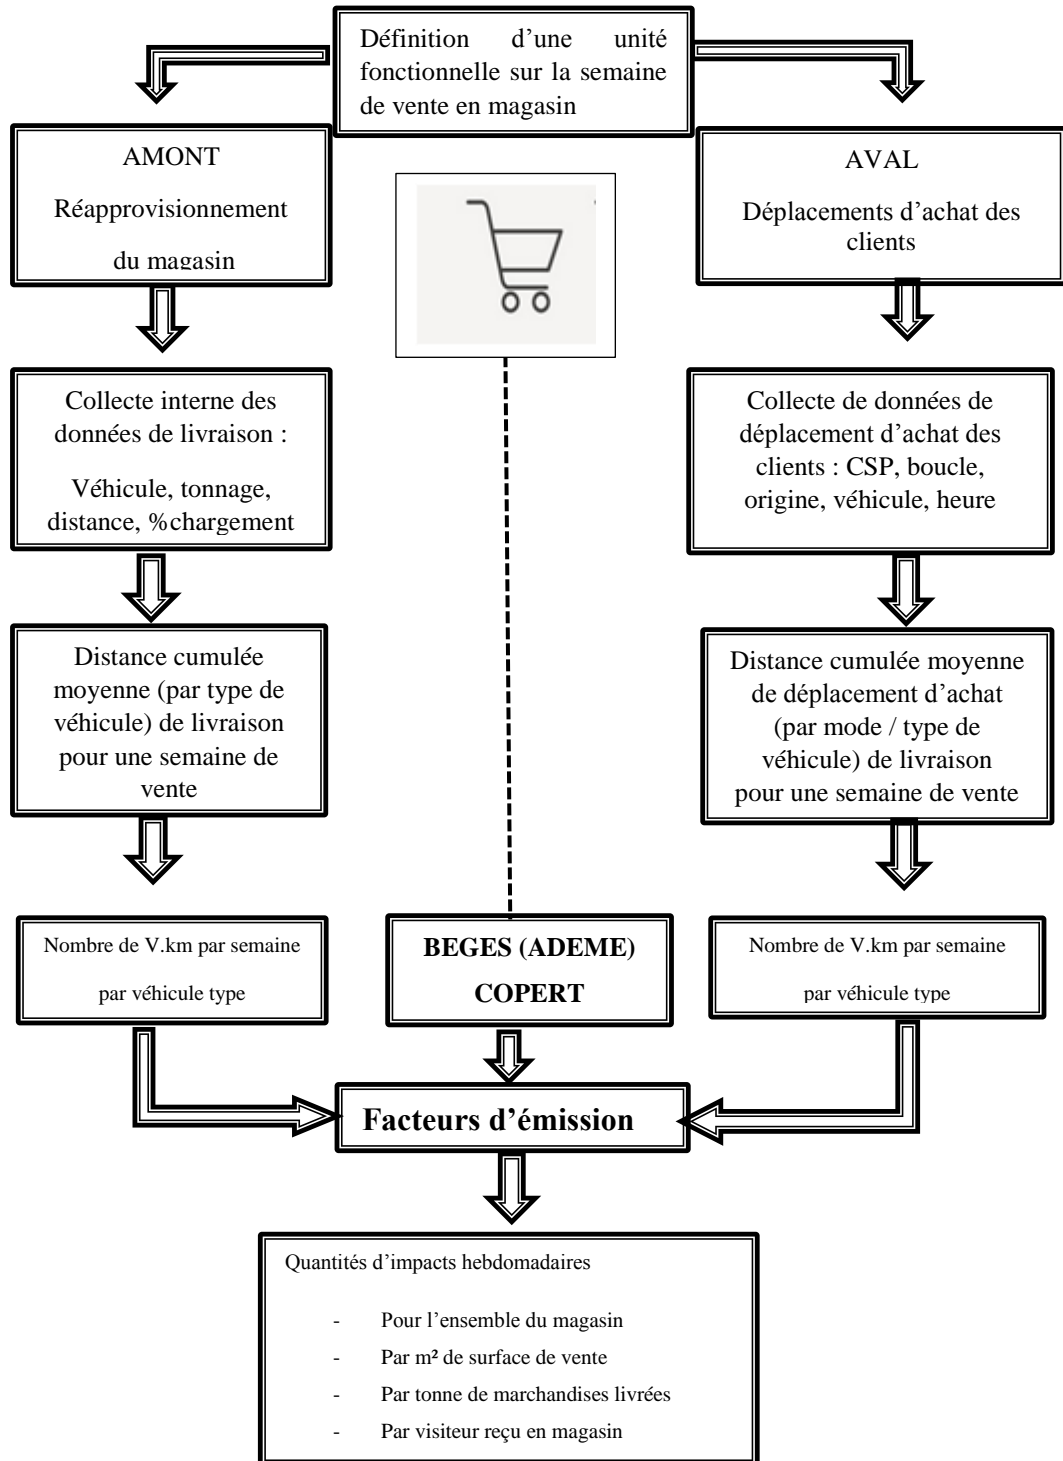 Définition d'une unité
fonctionnelle sur la semaine
de vente en magasin
AMONT
Réapprovisionnement
du magasin
AVAL
Déplacements d'achat des
clients
Collecte interne des
données de livraison :
Véhicule, tonnage,
distance, %chargement
Collecte de données de
déplacement d'achat des
clients : CSP, boucle,
origine, véhicule, heure
Distance cumulée
moyenne (par type de
véhicule) de livraison
pour une semaine de
vente
Distance cumulée moyenne
de déplacement d'achat
(par mode / type de
véhicule) de livraison
pour une semaine de vente
Nombre de V.km par semaine
par véhicule type
BEGES (ADEME)
COPERT
Nombre de V.km par semaine
par véhicule type
Facteurs d'émission
Quantités d'impacts hebdomadaires
- Pour l'ensemble du magasin
- Par m² de surface de vente
- Par tonne de marchandises livrées
- Par visiteur reçu en magasin